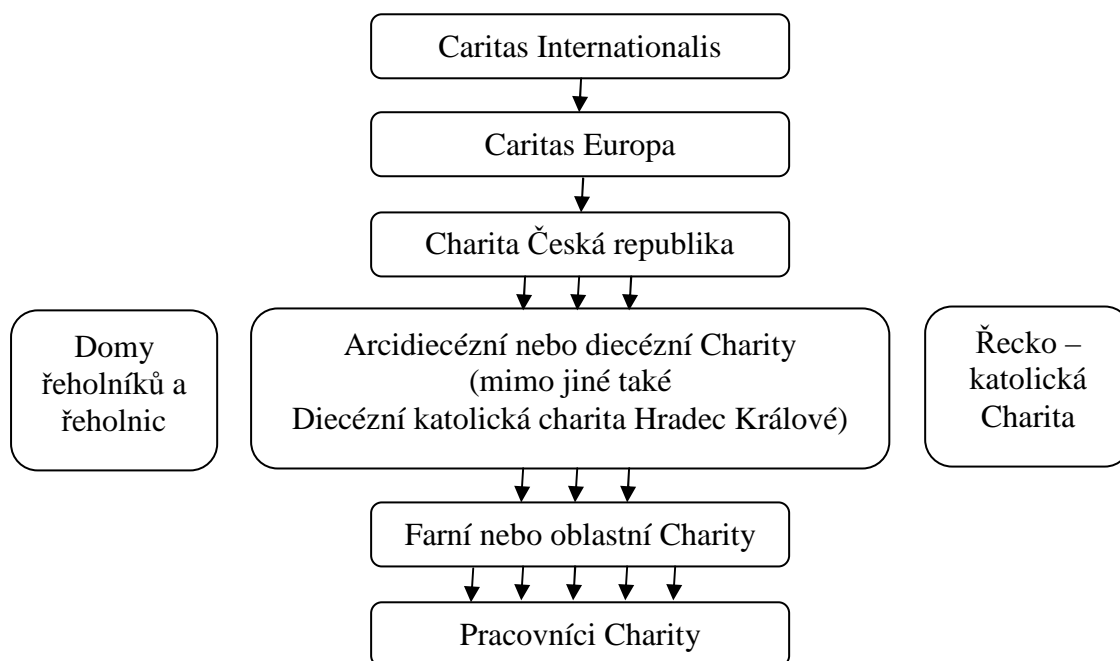 Caritas Internationalis
Caritas Europa
Charita Česká republika
Domy
řeholníků a
řeholnic
Arcidiecézní nebo diecézní Charity
(mimo jiné také
Diecézní katolická charita Hradec Králové)
Řecko –
katolická
Charita
Farní nebo oblastní Charity
Pracovníci Charity